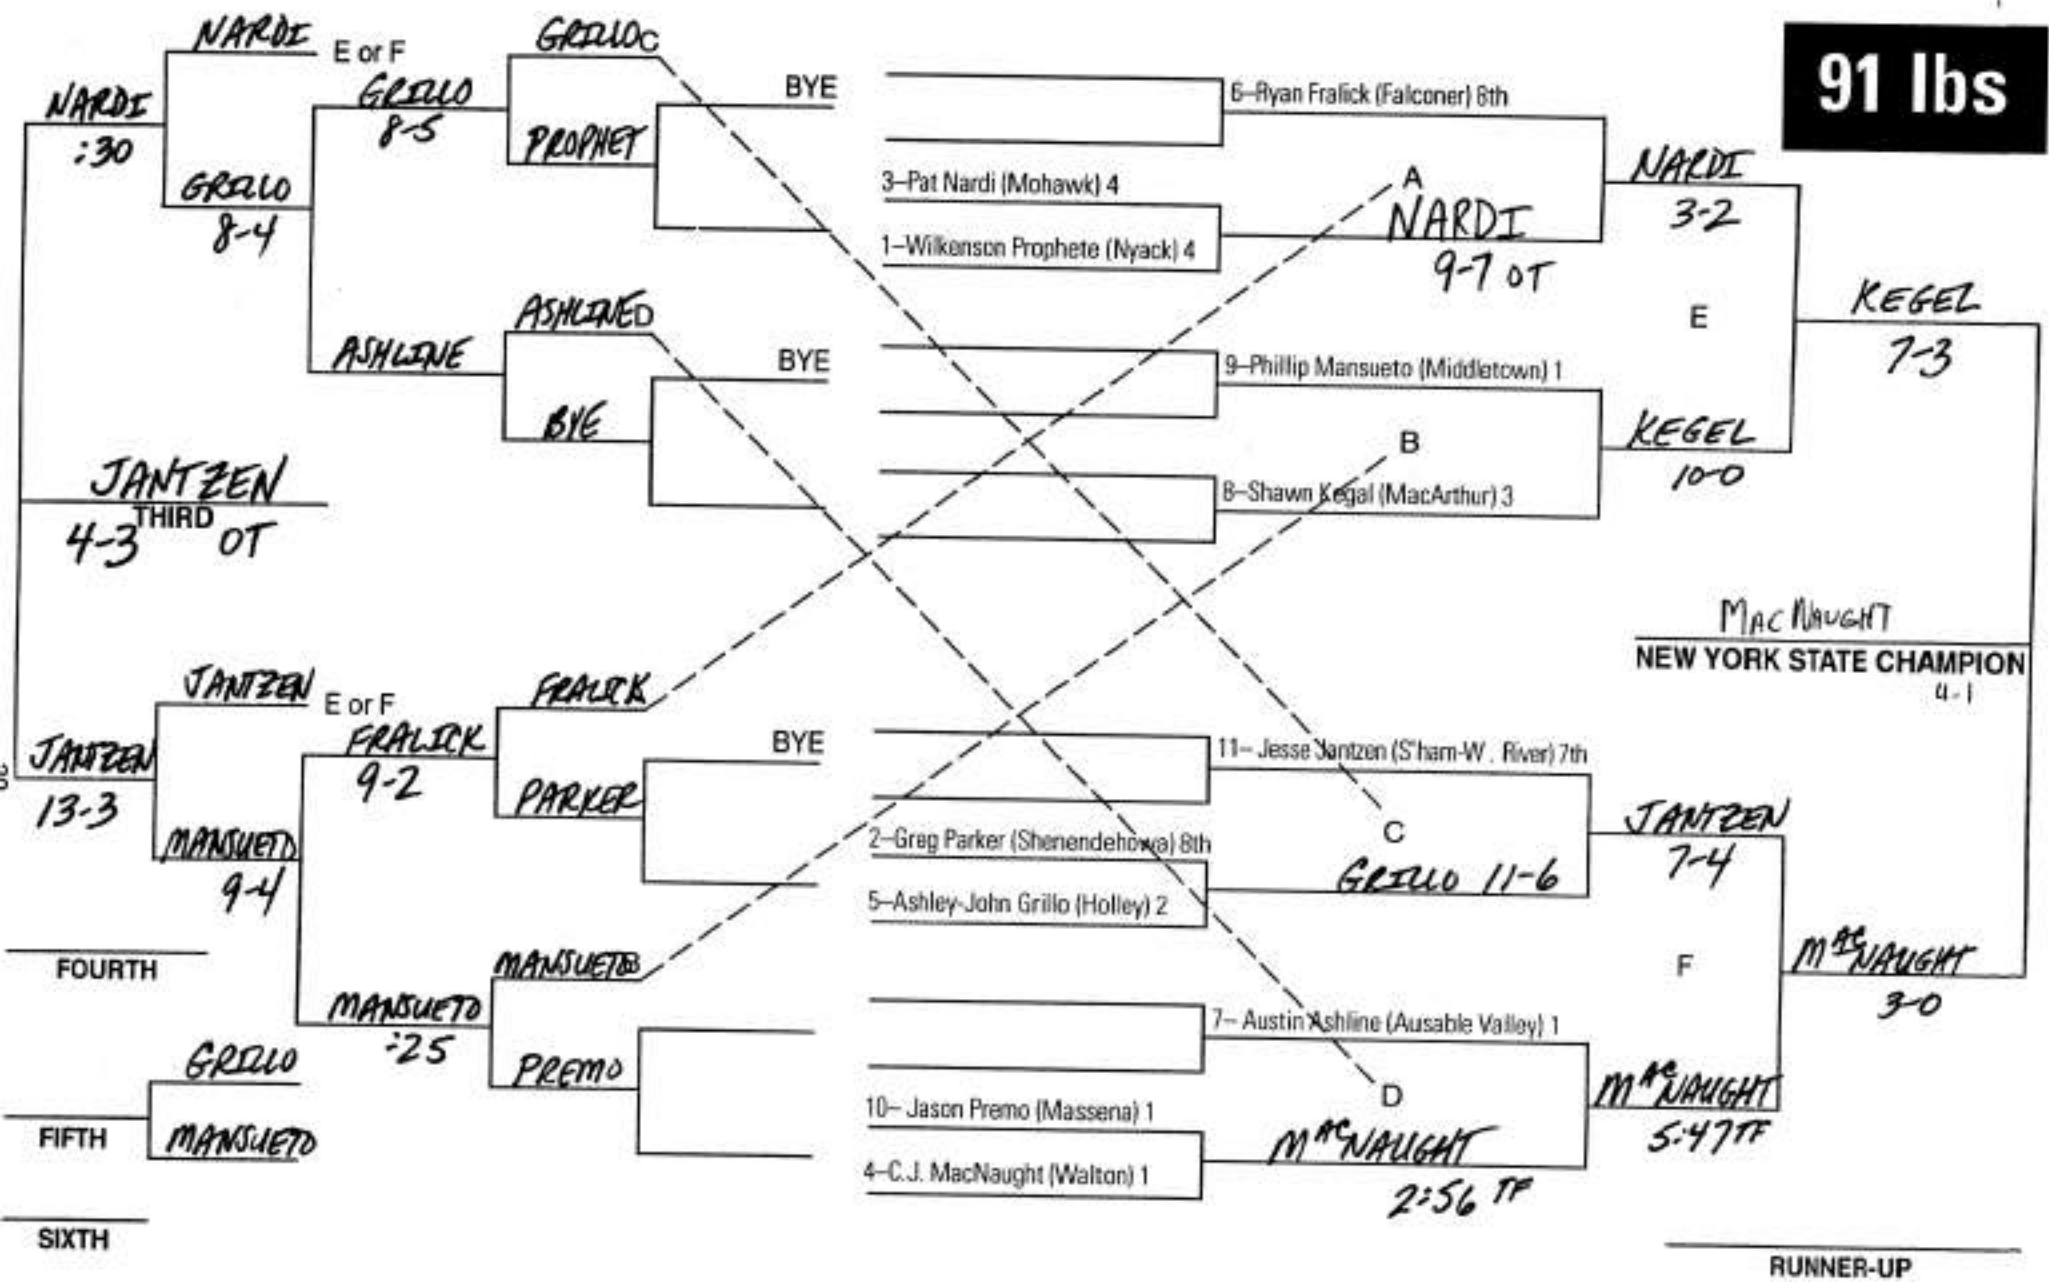 91 lbs
NARDI
E or F
NARDI
:30
GRILLO
8-4
GRILLO
8-5
GRILLO C
PROPHET
BYE
ASHLINE
ASHLINE D
BYE
BYE
JANTZEN
THIRD
4-3 OT
JANTZEN
E or F
JANTZEN
13-3
MANSUETO
9-4
FRALICK
9-2
FRALICK
PARKER
BYE
MANSUETO
:25
MANSUETO B
PREMO
FOURTH
GRILLO
FIFTH
MANSUETO
SIXTH
6–Ryan Fralick (Falconer) 8th
3–Pat Nardi (Mohawk) 4
1–Wilkenson Prophete (Nyack) 4
A
NARDI
9-7 OT
NARDI
3-2
9–Phillip Mansueto (Middletown) 1
B
8–Shawn Kegal (MacArthur) 3
KEGEL
10-0
E
KEGEL
7-3
11– Jesse Jantzen (S'ham-W. River) 7th
2–Greg Parker (Shenendehowa) 8th
5–Ashley-John Grillo (Holley) 2
C
GRILLO 11-6
JANTZEN
7-4
7– Austin Ashline (Ausable Valley) 1
10– Jason Premo (Massena) 1
4–C.J. MacNaught (Walton) 1
D
MACNAUGHT
2:56 TF
MACNAUGHT
5:47 TF
F
MACNAUGHT
3-0
MACNAUGHT
NEW YORK STATE CHAMPION
4-1
RUNNER-UP